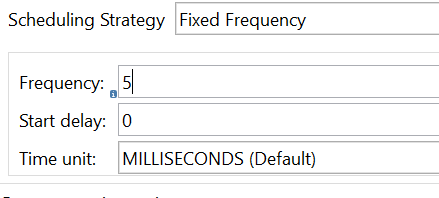 Scheduling Strategy Fixed Frequency
Frequency: 5
Start delay: 0
Time unit: MILLISECONDS (Default)